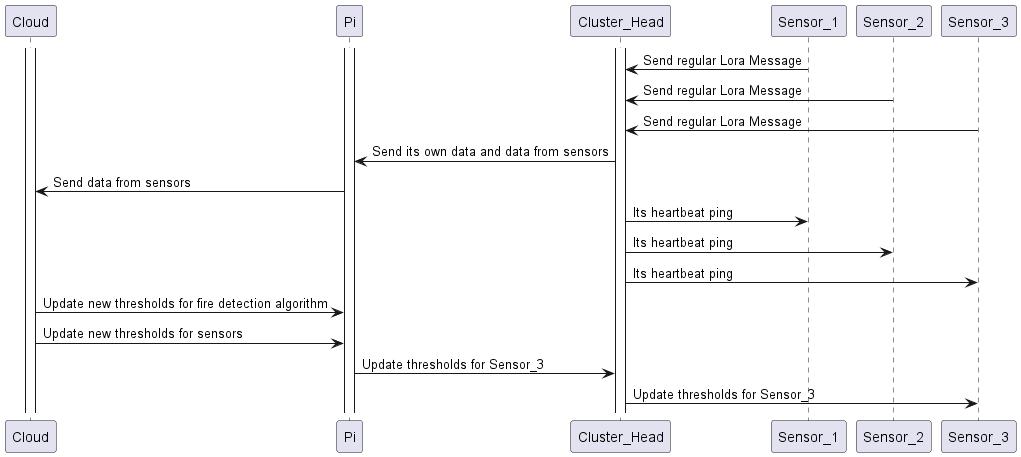 Cloud Pi Cluster_Head Sensor_1 Sensor_2 Sensor_3
Send regular Lora Message
Send regular Lora Message
Send regular Lora Message
Send its own data and data from sensors
Send data from sensors
Its heartbeat ping
Its heartbeat ping
Its heartbeat ping
Update new thresholds for fire detection algorithm
Update new thresholds for sensors
Update thresholds for Sensor_3
Update thresholds for Sensor_3
Cloud Pi Cluster_Head Sensor_1 Sensor_2 Sensor_3